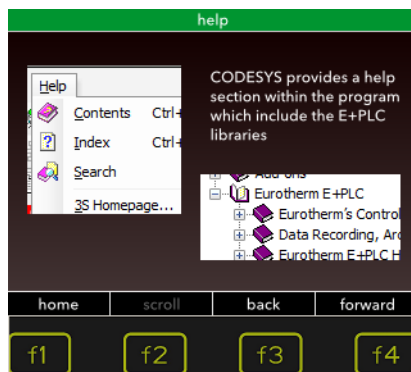 help
Help
Contents Ctrl+
Index Ctrl+
Search
3S Homepage...
CODESYS provides a help
section within the program
which include the E+PLC
libraries
Add-ons
Eurotherm E+PLC
Eurotherm's Control
Data Recording, Arc
Eurotherm E+PLC H
home scroll back forward
f1 f2 f3 f4